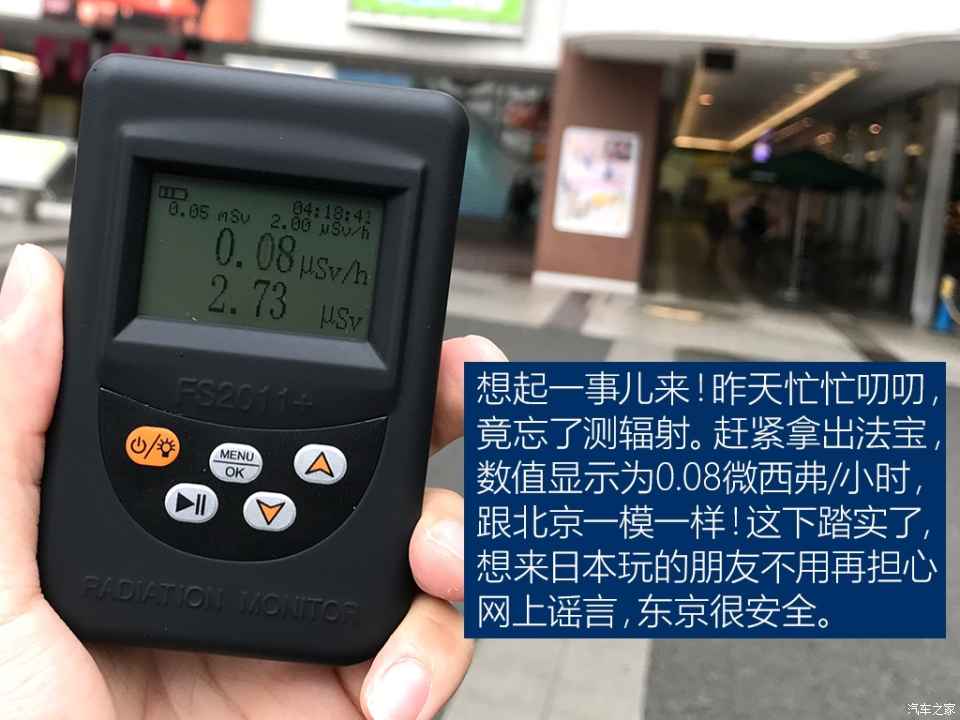 04:18:41
0.05 mSv 2.00 μSv/h
0.08 μSv/h
2.73 μSv
FS2011+
MENU
OK
RADIATION MONITOR
想起一事儿来！昨天忙忙叨叨，
竟忘了测辐射。赶紧拿出法宝，
数值显示为0.08微西弗/小时，
跟北京一模一样！这下踏实了，
想来日本玩的朋友不用再担心
网上谣言，东京很安全。
汽车之家